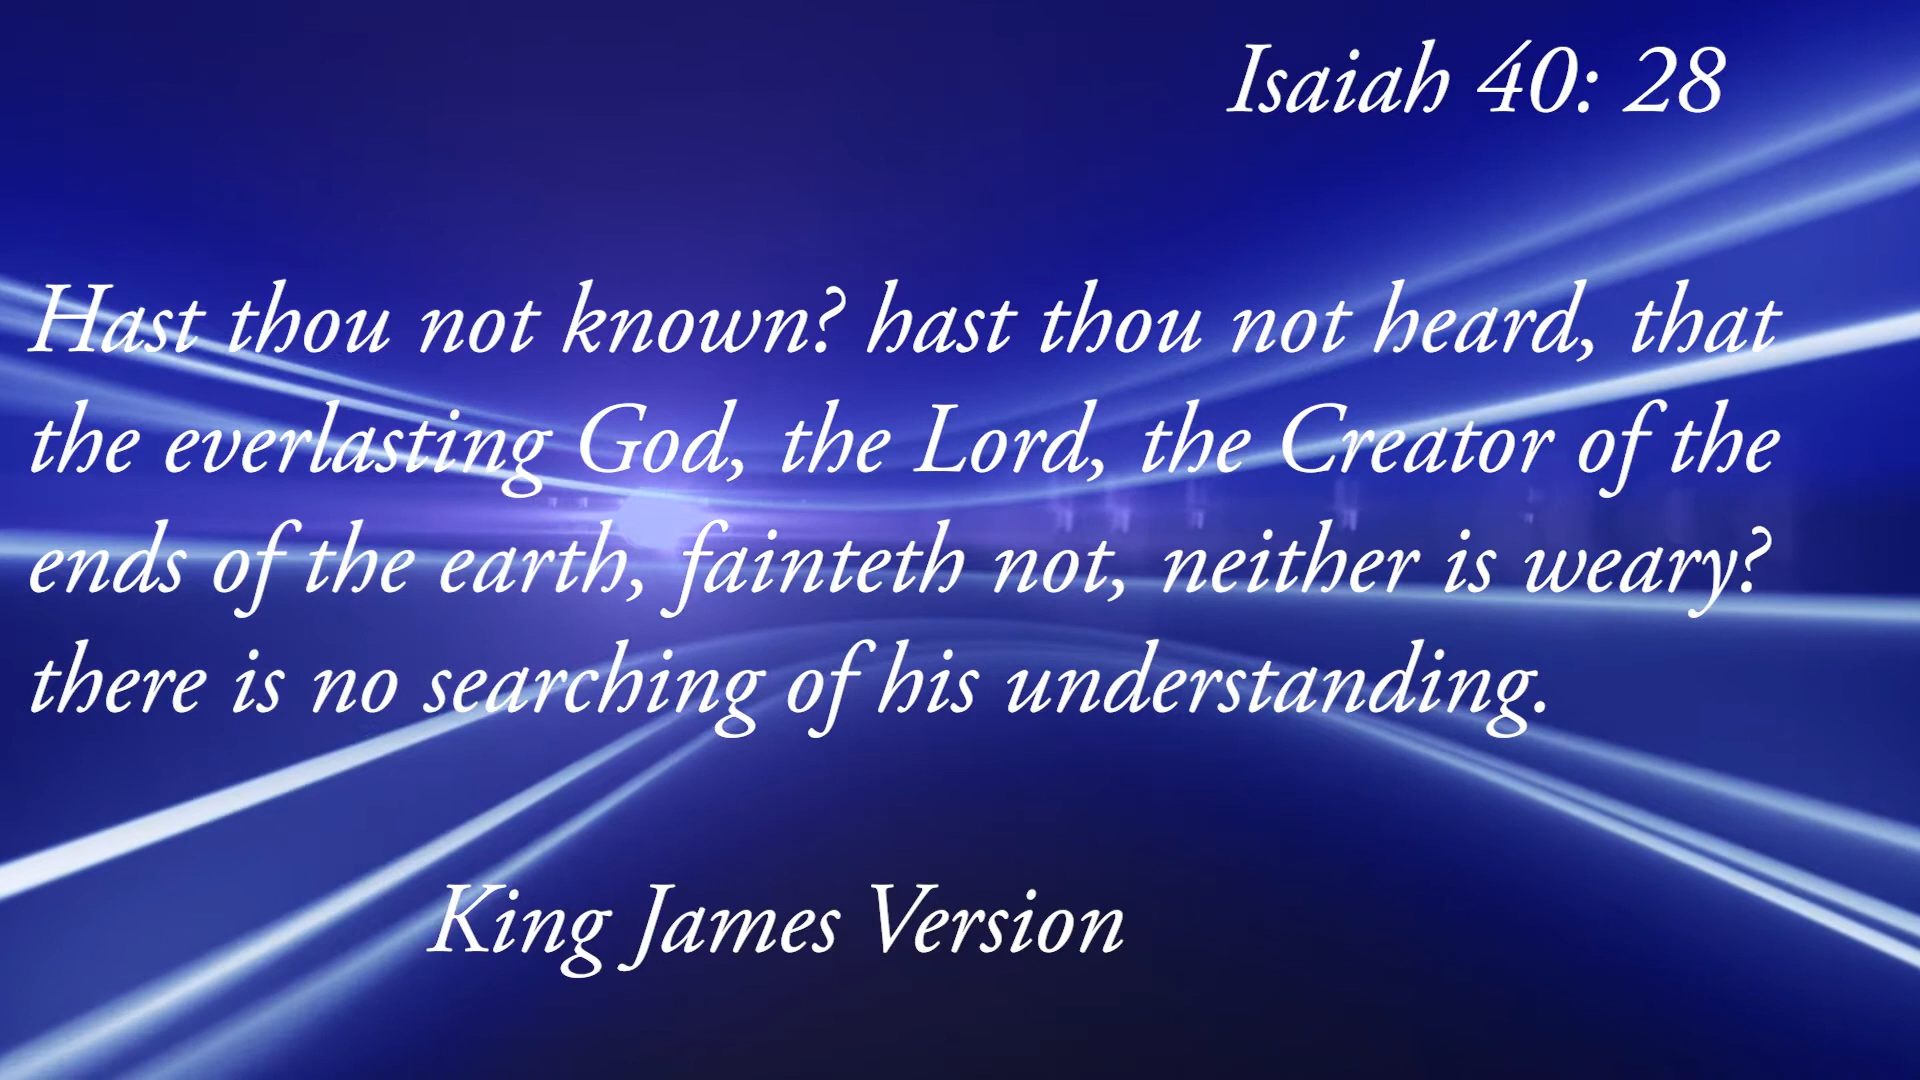 Isaiah 40: 28
Hast thou not known? hast thou not heard, that
the everlasting God, the Lord, the Creator of the
ends of the earth, fainteth not, neither is weary?
there is no searching of his understanding.
King James Version